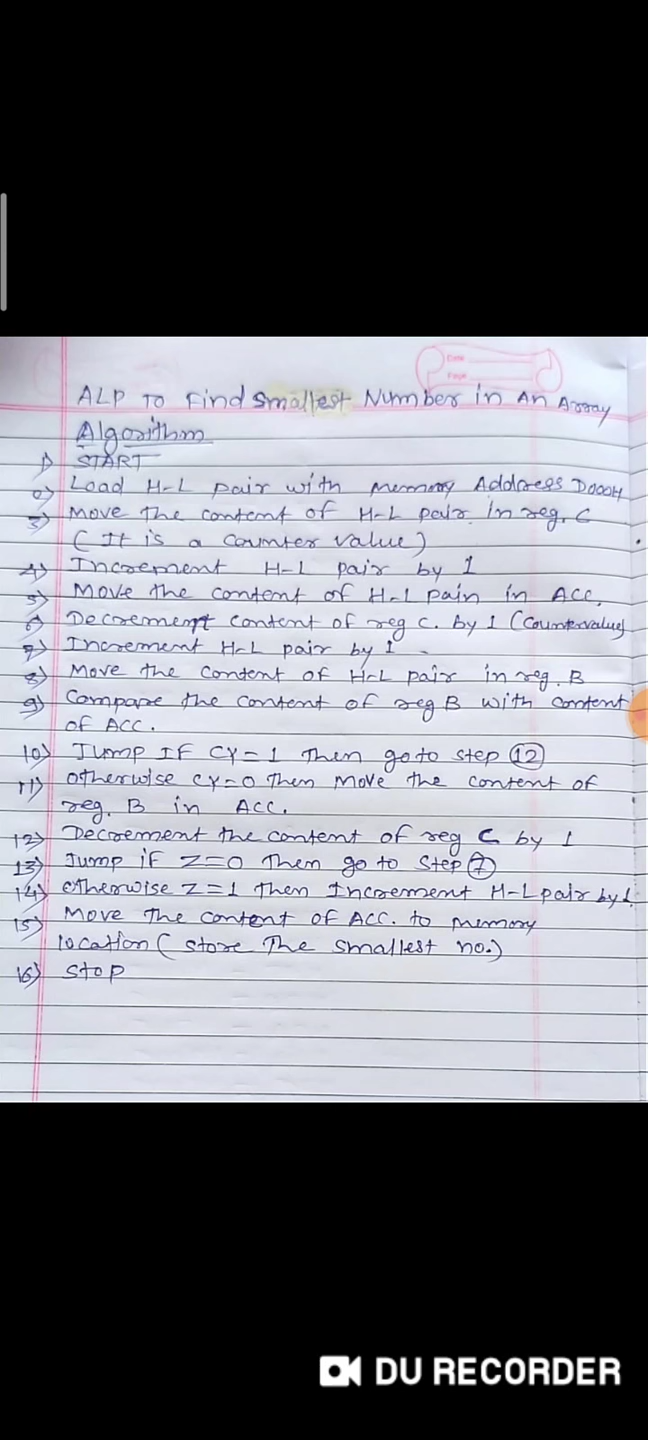 Date
Page
ALP To Find Smallest Number in An Array
Algorithm
1) START
2) Load H-L pair with Memory Address D000H
3) Move the content of H-L pair in reg. C
( It is a counter value )
4) Increment H-L pair by 1
5) Move the content of H-L pain in Acc.
6) Decrement content of reg C. by 1 (Countervalue)
7) Increment H-L pair by 1.
8) Move the content of H-L pair in reg. B
9) Compare the content of reg B with content
of ACC.
10) Jump IF CY=1 Then go to step 12
11) otherwise CY=0 Then Move the content of
reg. B in ACC.
12) Decrement the content of reg C by 1
13) Jump if Z=0 Then go to Step 7
14) otherwise Z=1 then Increment H-L pair by 1.
15) Move the content of ACC. to memory
location ( store The smallest no.)
16) Stop
DU RECORDER